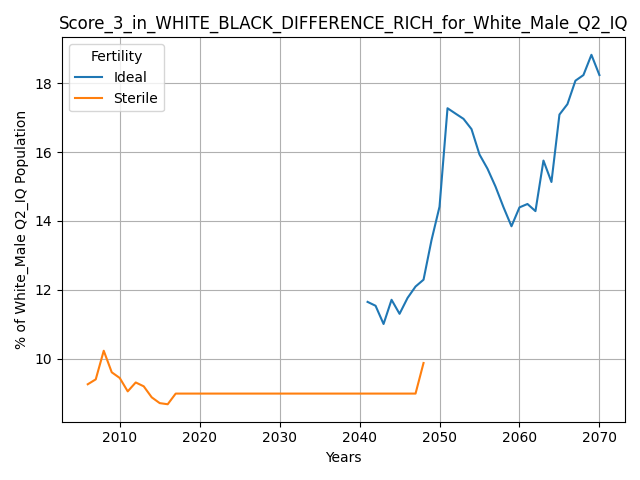 Score_3_in_WHITE_BLACK_DIFFERENCE_RICH_for_White_Male_Q2_IQ
Fertility
Ideal
Sterile
% of White_Male Q2_IQ Population
18
16
14
12
10
2010 2020 2030 2040 2050 2060 2070
Years